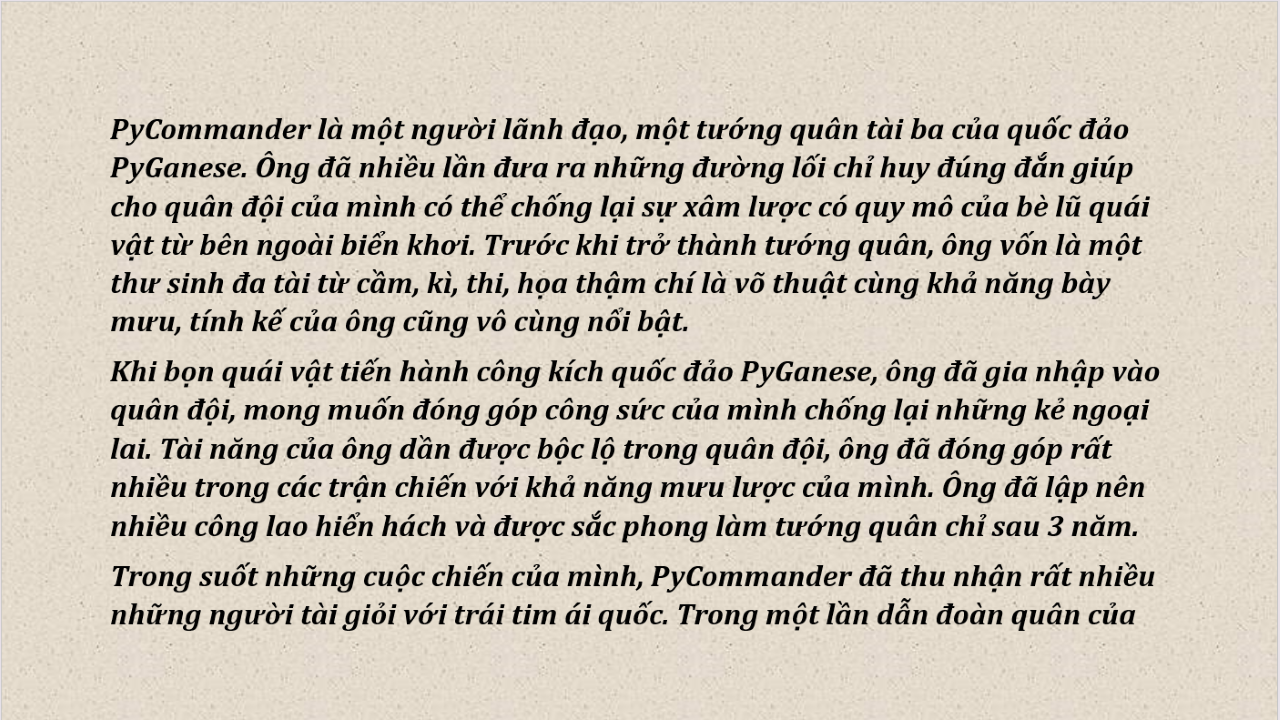 PyCommander là một người lãnh đạo, một tướng quân tài ba của quốc đảo
PyGanese. Ông đã nhiều lần đưa ra những đường lối chỉ huy đúng đắn giúp
cho quân đội của mình có thể chống lại sự xâm lược có quy mô của bè lũ quái
vật từ bên ngoài biển khơi. Trước khi trở thành tướng quân, ông vốn là một
thư sinh đa tài từ cầm, kì, thi, họa thậm chí là võ thuật cùng khả năng bày
mưu, tính kế của ông cũng vô cùng nổi bật.
Khi bọn quái vật tiến hành công kích quốc đảo PyGanese, ông đã gia nhập vào
quân đội, mong muốn đóng góp công sức của mình chống lại những kẻ ngoại
lai. Tài năng của ông dần được bộc lộ trong quân đội, ông đã đóng góp rất
nhiều trong các trận chiến với khả năng mưu lược của mình. Ông đã lập nên
nhiều công lao hiển hách và được sắc phong làm tướng quân chỉ sau 3 năm.
Trong suốt những cuộc chiến của mình, PyCommander đã thu nhận rất nhiều
những người tài giỏi với trái tim ái quốc. Trong một lần dẫn đoàn quân của